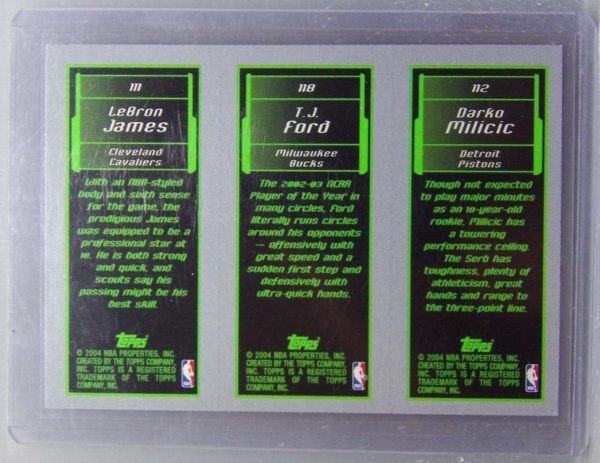 111
LeBron
James
Cleveland
Cavaliers
With an NBA-styled
body and sixth sense
for the game, the
prodigious James
was equipped to be a
professional star at
18. He is both strong
and quick, and
scouts say his
passing might be his
best skill.
Topps
© 2004 NBA PROPERTIES, INC.
CREATED BY THE TOPPS COMPANY,
INC. TOPPS IS A REGISTERED
TRADEMARK OF THE TOPPS
COMPANY, INC.
118
T.J.
Ford
Milwaukee
Bucks
The 2002-03 NCAA
Player of the Year in
many circles, Ford
literally runs circles
around his opponents
— offensively with
great speed and a
sudden first step and
defensively with
ultra-quick hands.
Topps
© 2004 NBA PROPERTIES, INC.
CREATED BY THE TOPPS COMPANY,
INC. TOPPS IS A REGISTERED
TRADEMARK OF THE TOPPS
COMPANY, INC.
112
Darko
Milicic
Detroit
Pistons
Though not expected
to play major minutes
as an 18-year-old
rookie, Milicic has
a towering
performance ceiling.
The Serb has
toughness, plenty of
athleticism, great
hands and range to
the three-point line.
Topps
© 2004 NBA PROPERTIES, INC.
CREATED BY THE TOPPS COMPANY,
INC. TOPPS IS A REGISTERED
TRADEMARK OF THE TOPPS
COMPANY, INC.